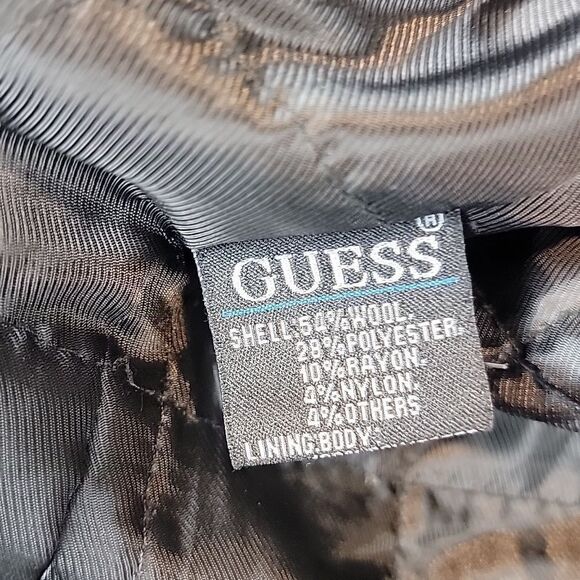 GUESS®
SHELL:54%WOOL.
28%POLYESTER.
10%RAYON.
4%NYLON.
4%OTHERS
LINING:BODY: